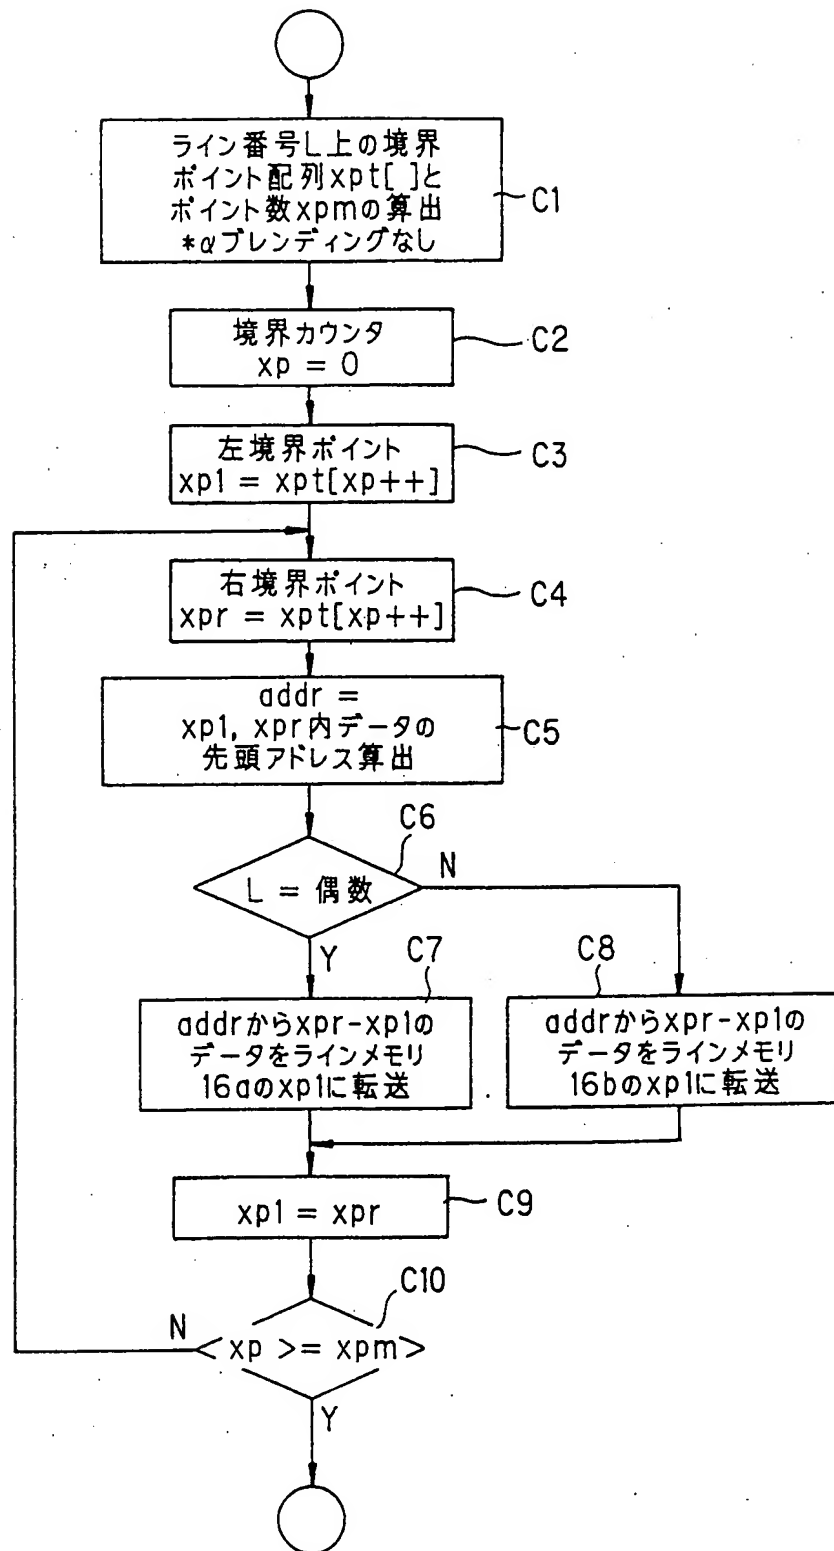 ライン番号L上の境界
ポイント配列xpt[ ]と
ポイント数xpmの算出
*αブレンディングなし
C1
境界カウンタ
xp = 0
C2
左境界ポイント
xp1 = xpt[xp++]
C3
右境界ポイント
xpr = xpt[xp++]
C4
addr =
xp1, xpr内データの
先頭アドレス算出
C5
C6
L = 偶数
N
Y
C7
addrからxpr-xp1の
データをラインメモリ
16aのxp1に転送
C8
addrからxpr-xp1の
データをラインメモリ
16bのxp1に転送
xp1 = xpr
C9
C10
N
xp >= xpm
Y